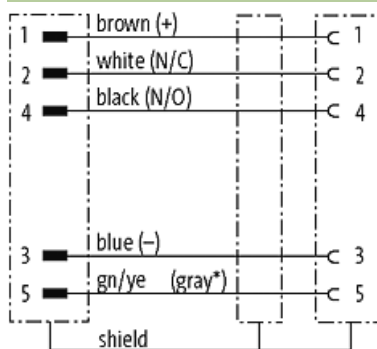 1 brown (+) 1
2 white (N/C) 2
4 black (N/O) 4
3 blue (–) 3
5 gn/ye (gray*) 5
shield